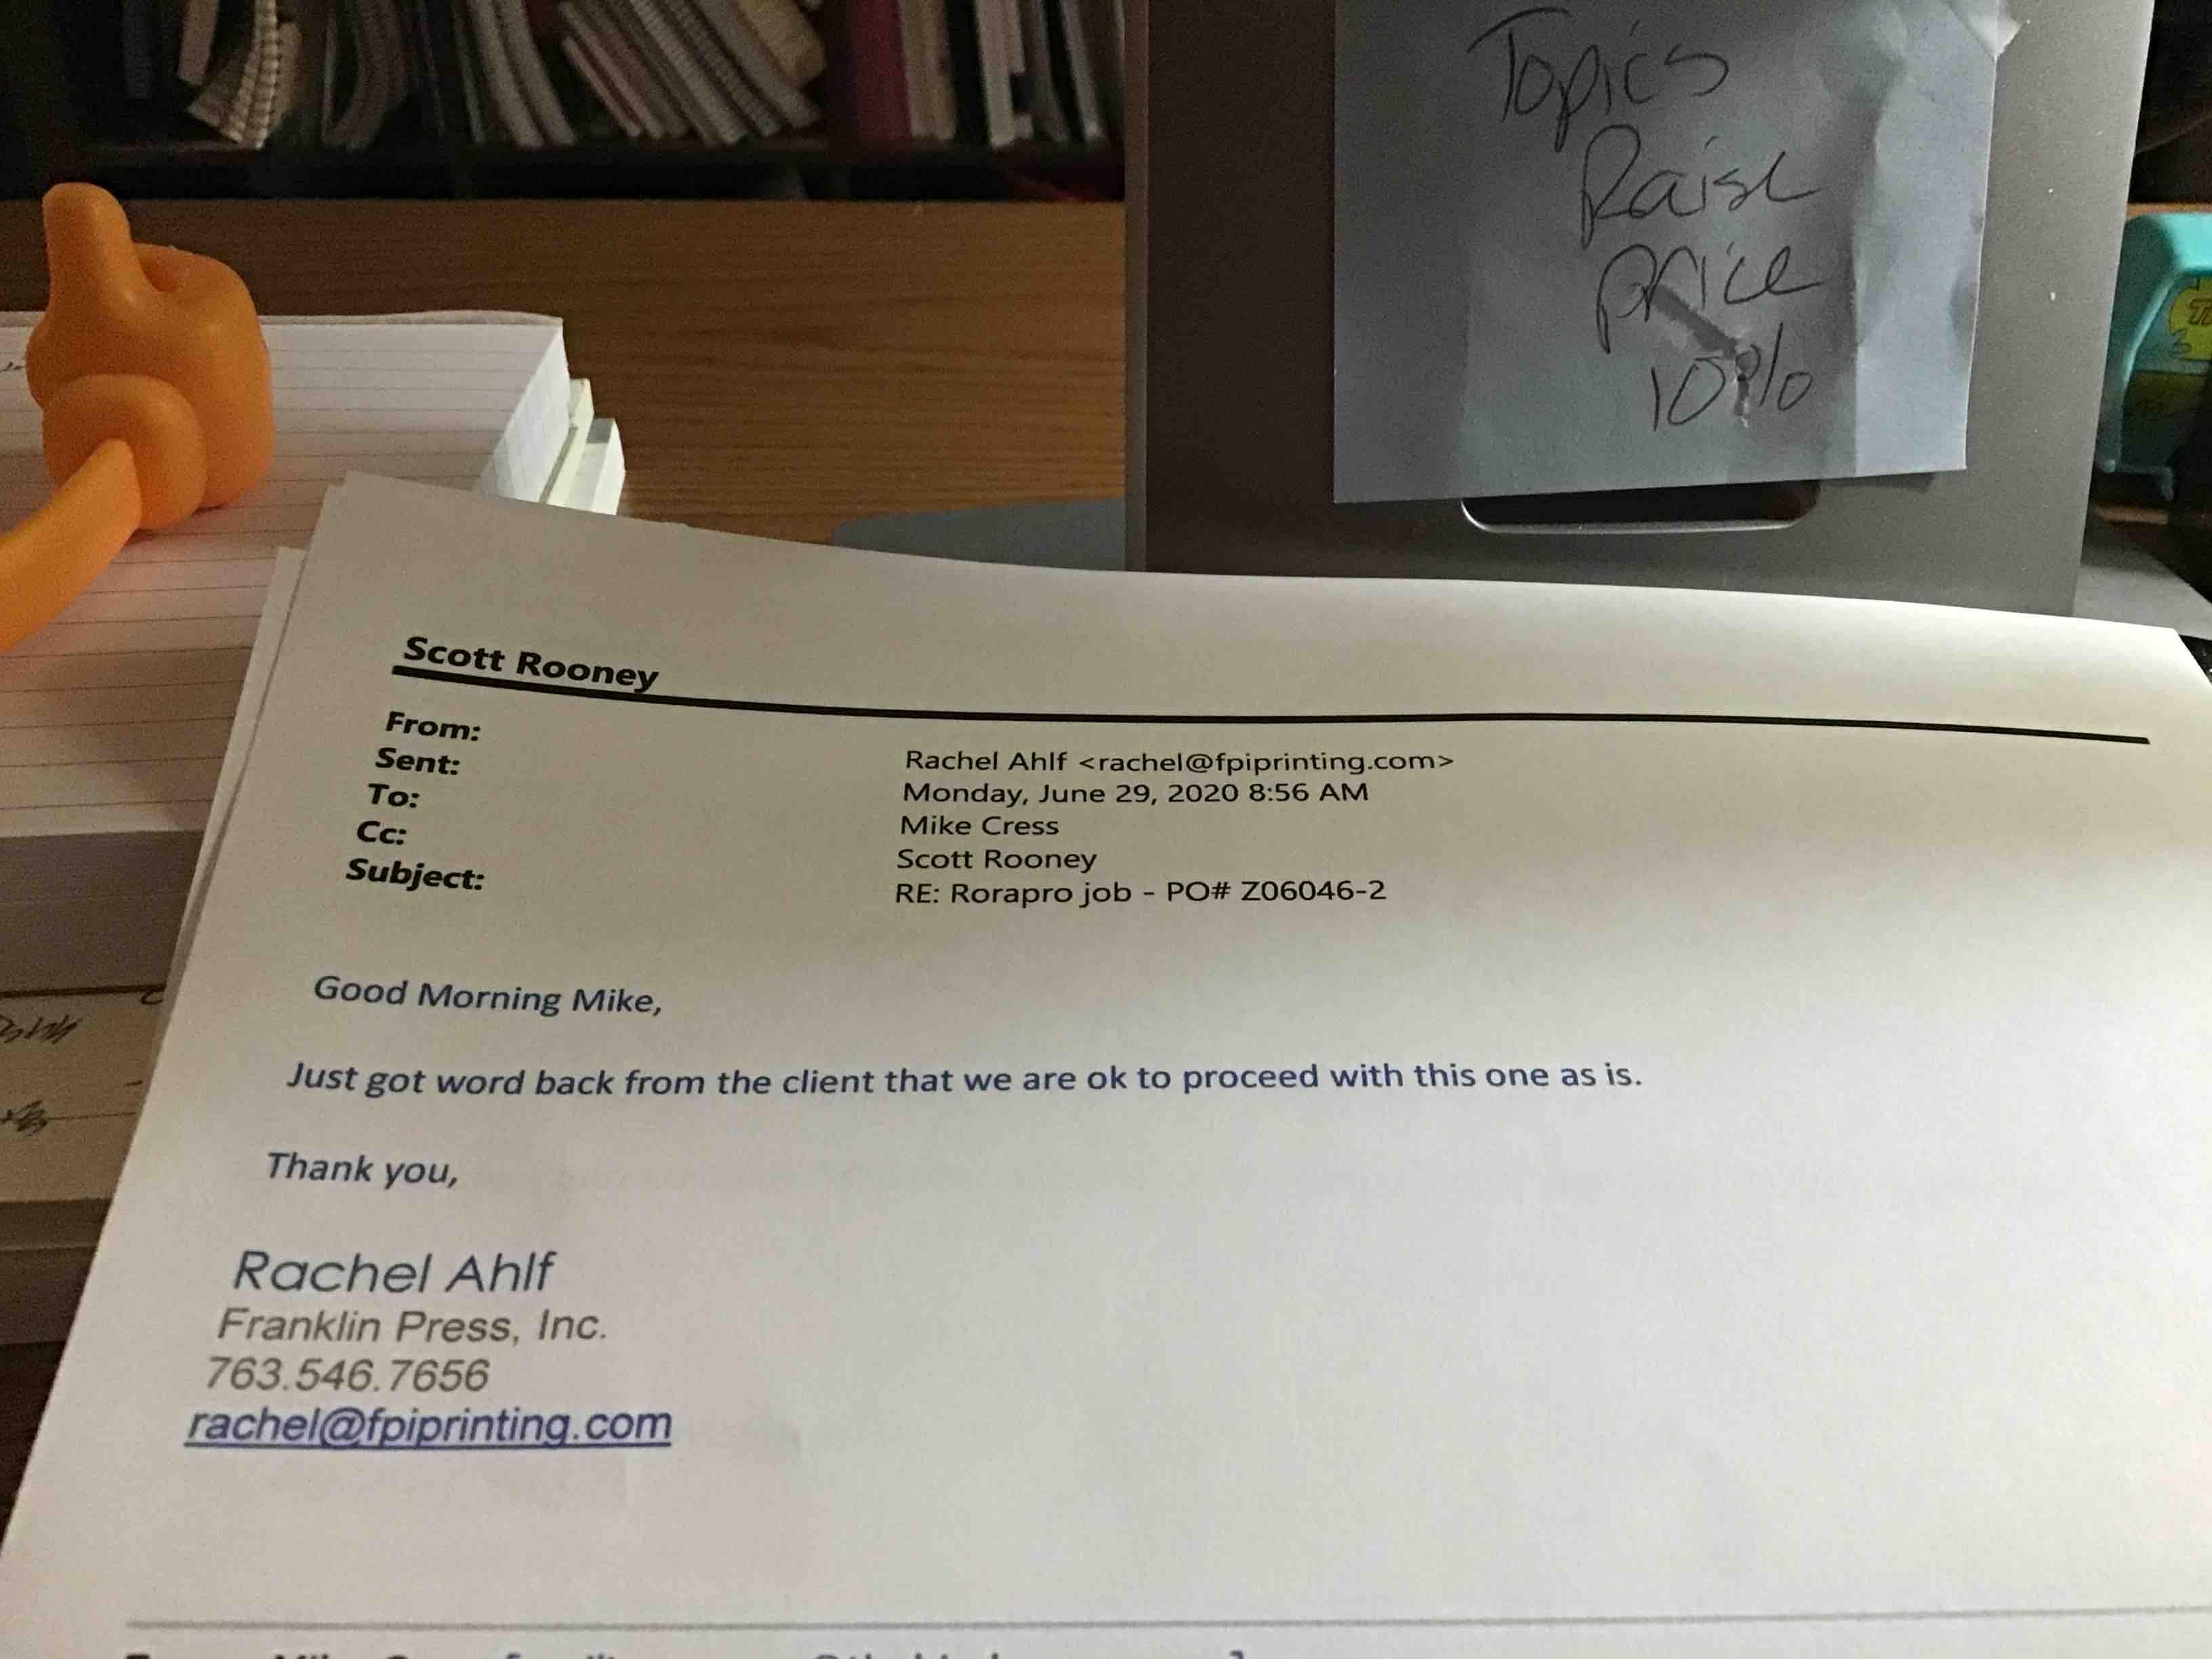 Topics
Raise
price
10%
Scott Rooney
From: Rachel Ahlf <rachel@fpiprinting.com>
Sent: Monday, June 29, 2020 8:56 AM
To: Mike Cress
Cc: Scott Rooney
Subject: RE: Rorapro job - PO# Z06046-2
Good Morning Mike,
Just got word back from the client that we are ok to proceed with this one as is.
Thank you,
Rachel Ahlf
Franklin Press, Inc.
763.546.7656
rachel@fpiprinting.com